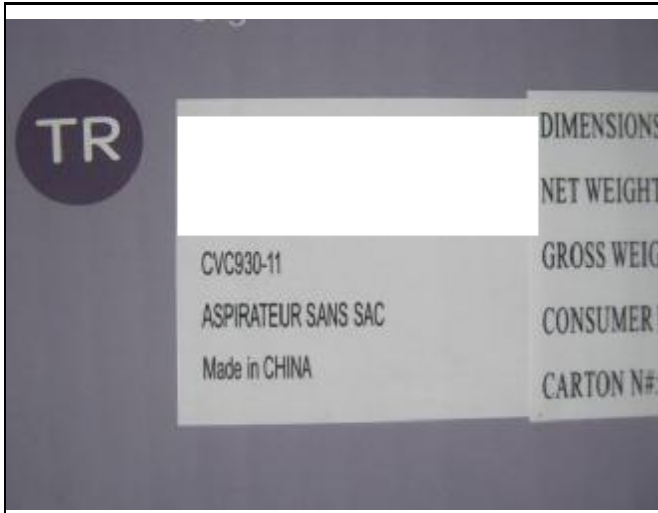 TR
CVC930-11
ASPIRATEUR SANS SAC
Made in CHINA
DIMENSIONS
NET WEIGHT
GROSS WEIG
CONSUMER
CARTON N#: